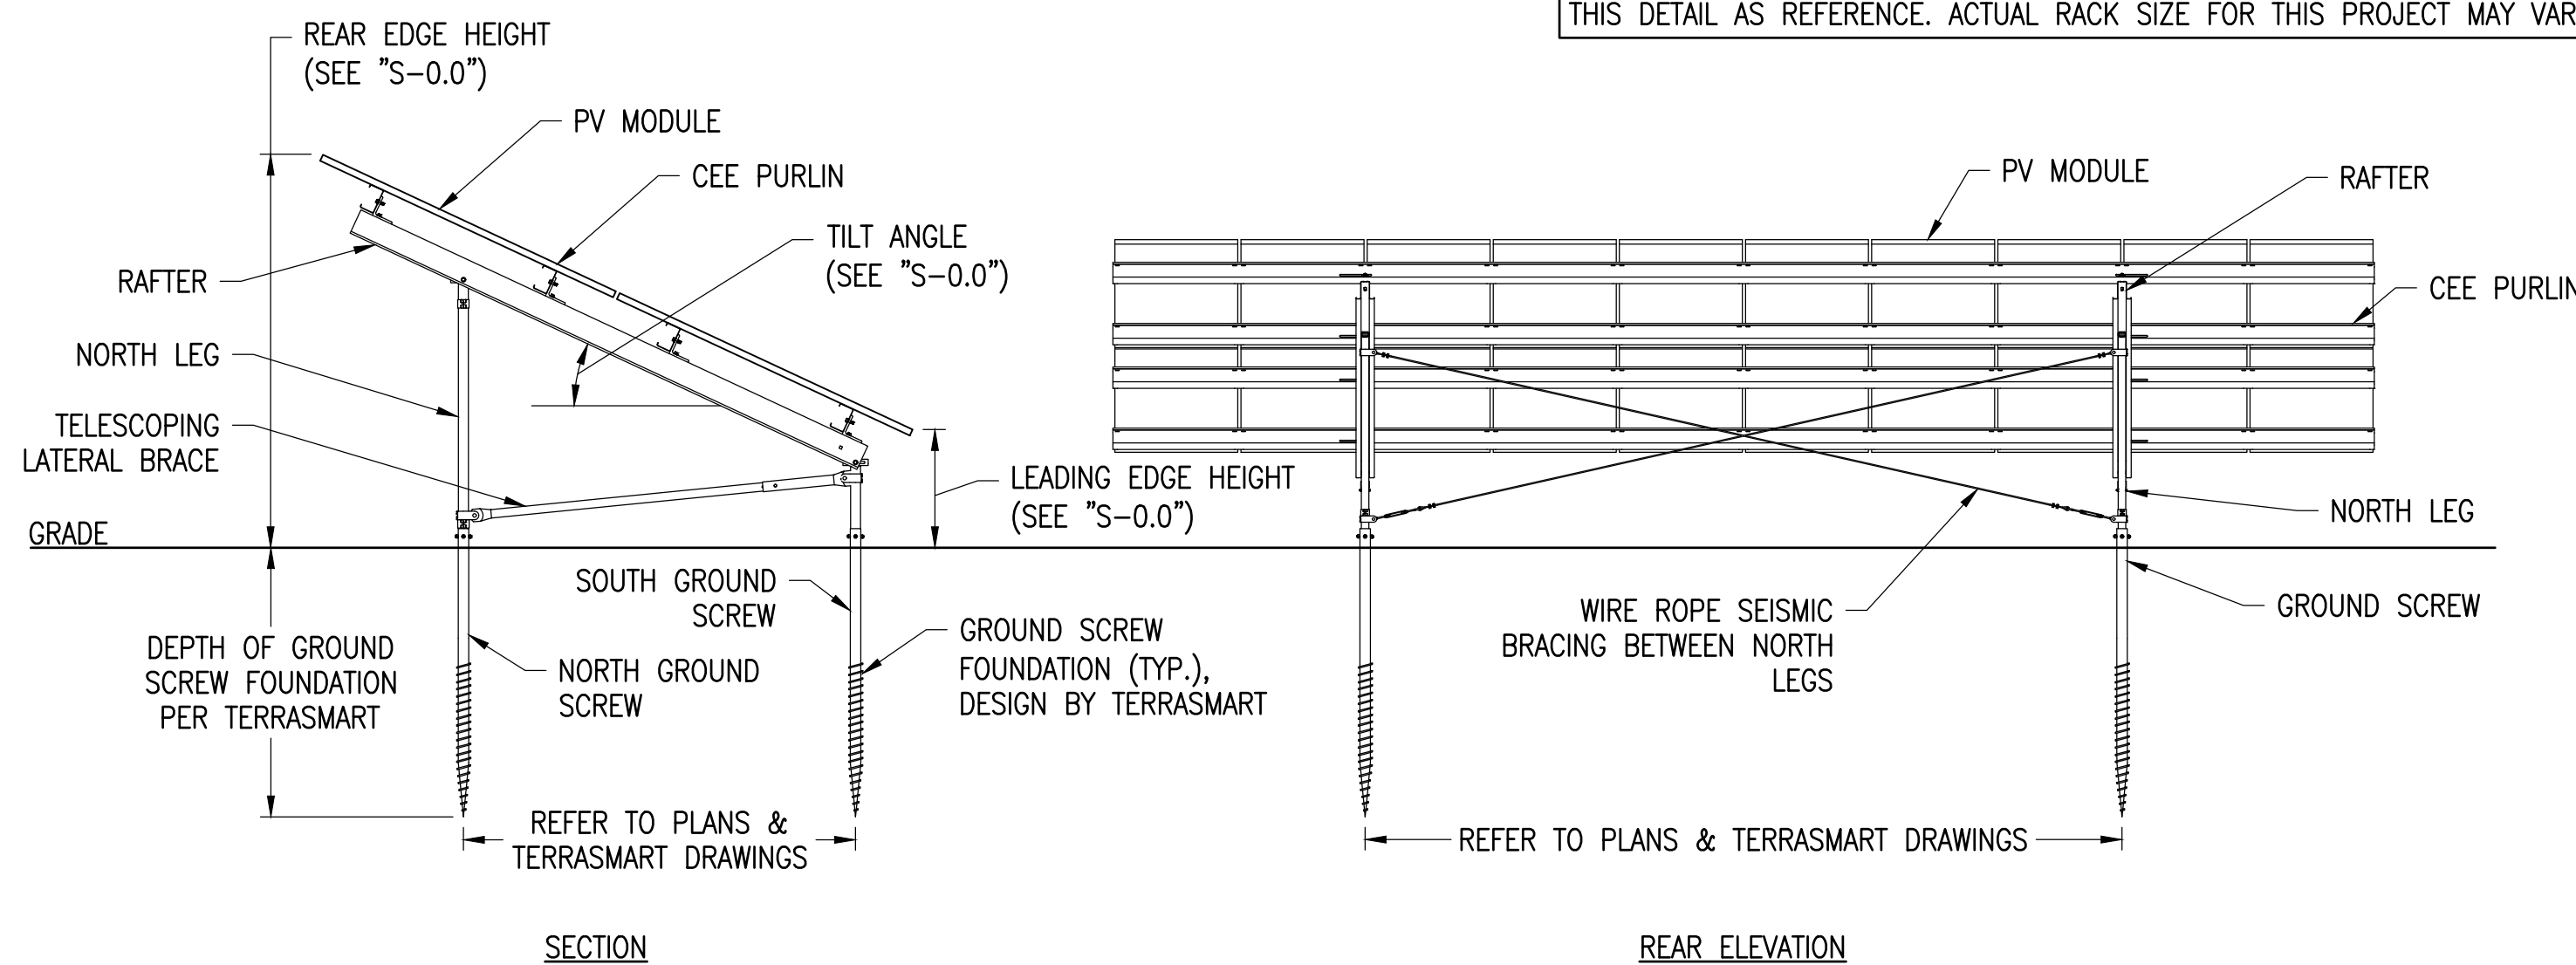 THIS DETAIL AS REFERENCE. ACTUAL RACK SIZE FOR THIS PROJECT MAY
REAR EDGE HEIGHT
(SEE "S-0.0")
PV MODULE
CEE PURLIN
TILT ANGLE
(SEE "S-0.0")
RAFTER
NORTH LEG
TELESCOPING
LATERAL BRACE
LEADING EDGE HEIGHT
(SEE "S-0.0")
GRADE
SOUTH GROUND
SCREW
DEPTH OF GROUND
SCREW FOUNDATION
PER TERRASMART
NORTH GROUND
SCREW
GROUND SCREW
FOUNDATION (TYP.),
DESIGN BY TERRASMART
REFER TO PLANS &
TERRASMART DRAWINGS
SECTION
PV MODULE
RAFTER
CEE PURLIN
NORTH LEG
WIRE ROPE SEISMIC
BRACING BETWEEN NORTH
LEGS
GROUND SCREW
REFER TO PLANS & TERRASMART DRAWINGS
REAR ELEVATION